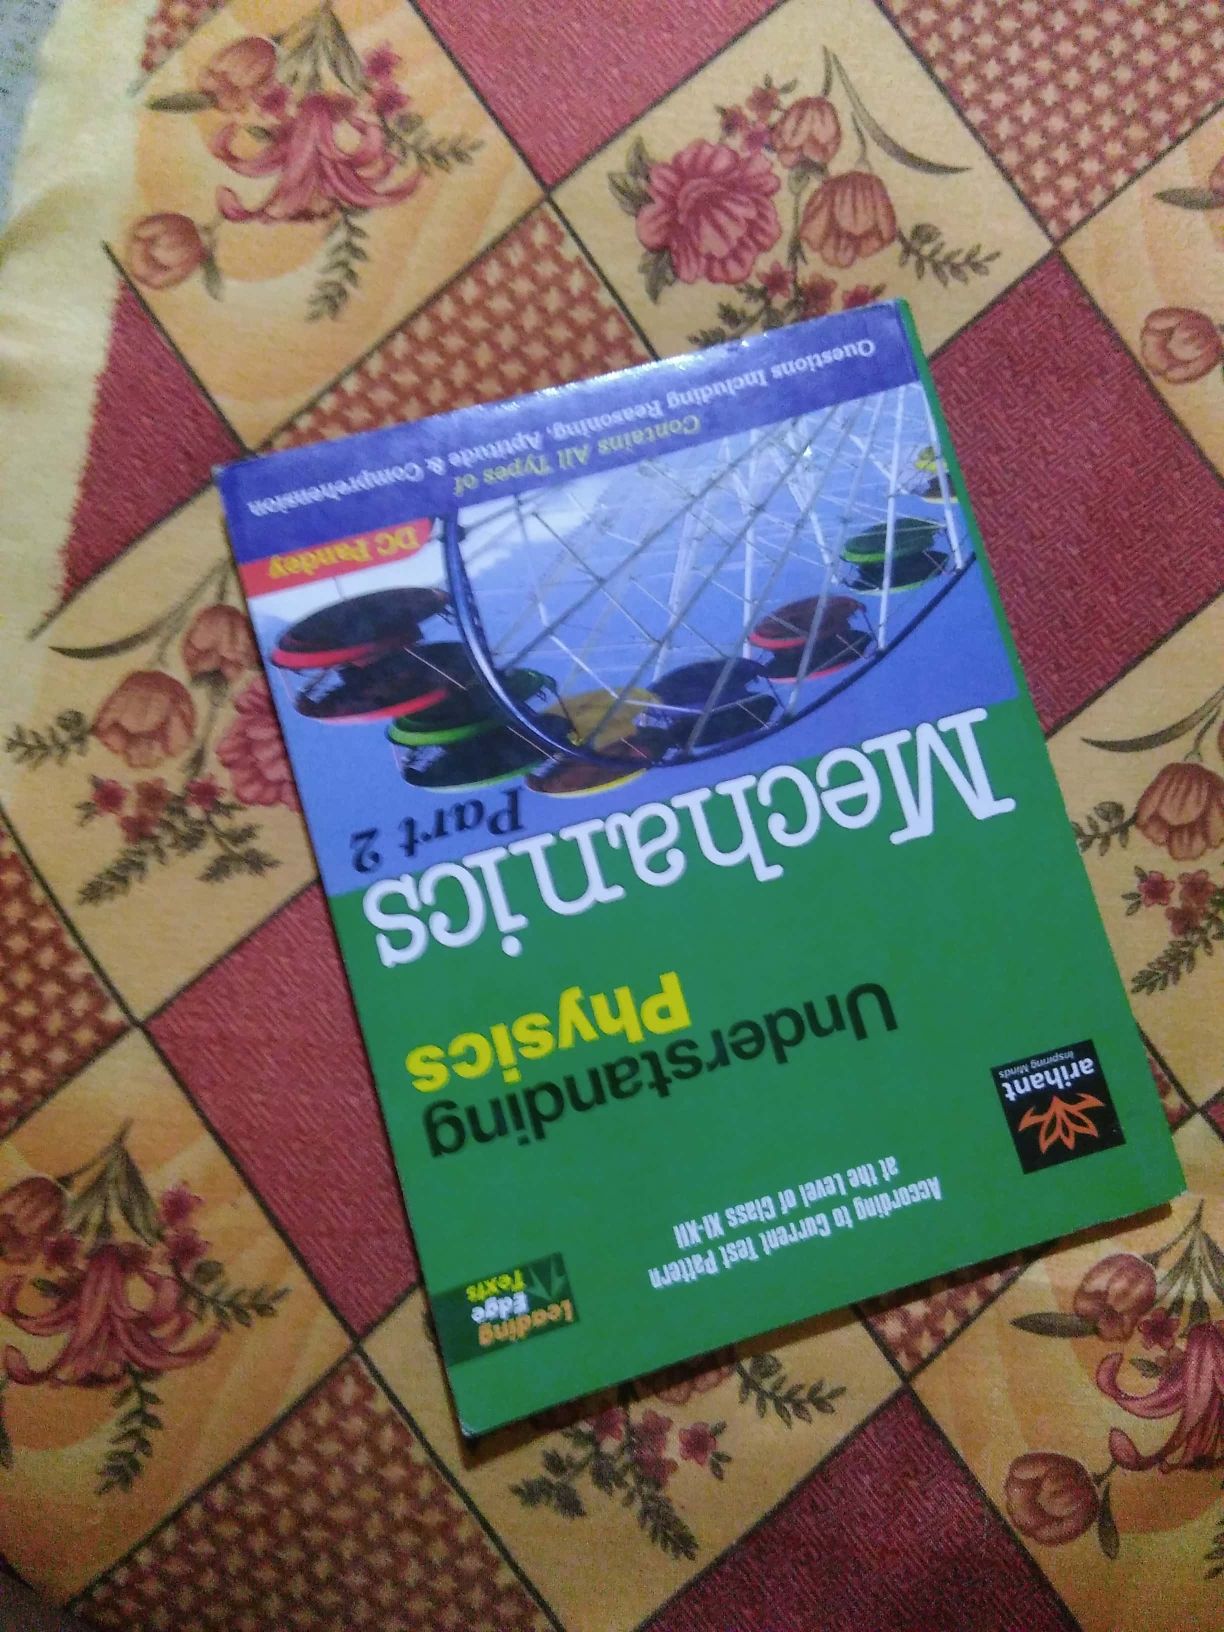 According to Current Test Pattern
at the Level of Class XI-XII
Leading
Edge
Texts
arihant
Inspiring Minds
Understanding
Physics
Mechanics
Part 2
DC Pandey
Contains All Types of
Questions Including Reasoning, Aptitude & Comprehension